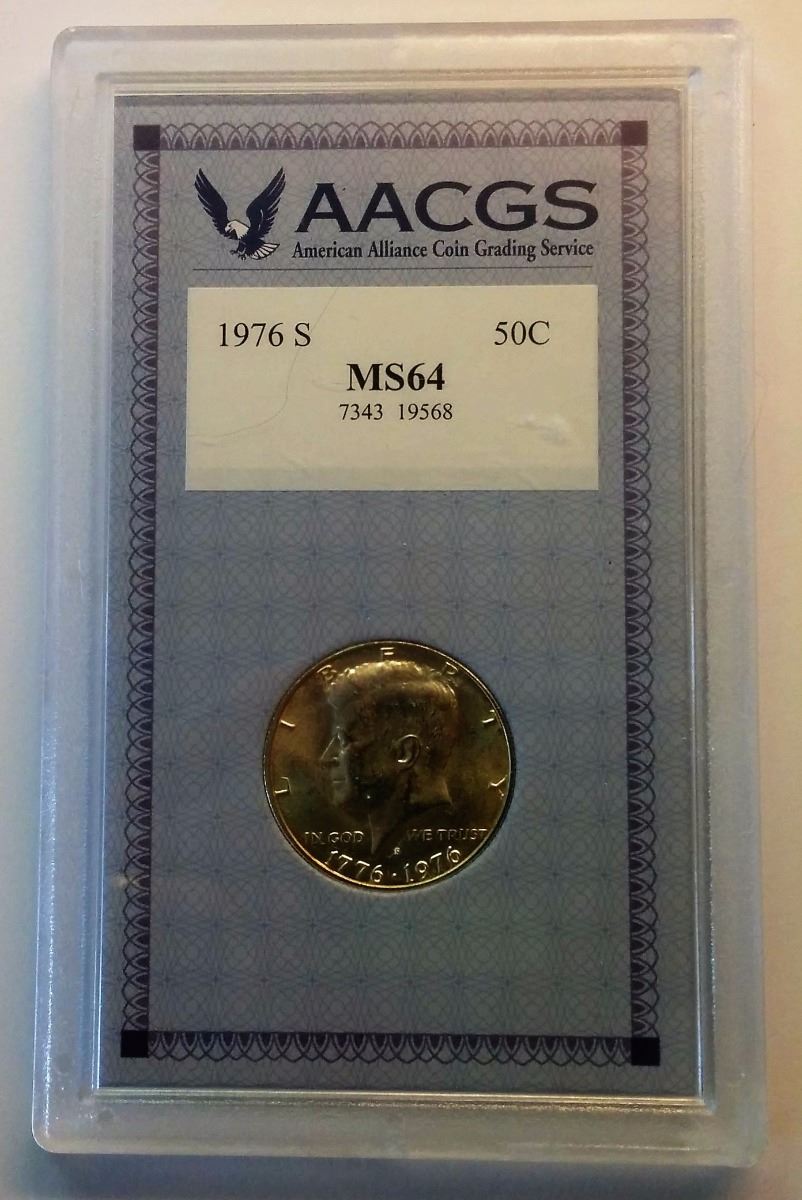 AACGS
American Alliance Coin Grading Service
1976 S 50C
MS64
7343 19568
LIBERTY
IN GOD WE TRUST
S
1776·1976